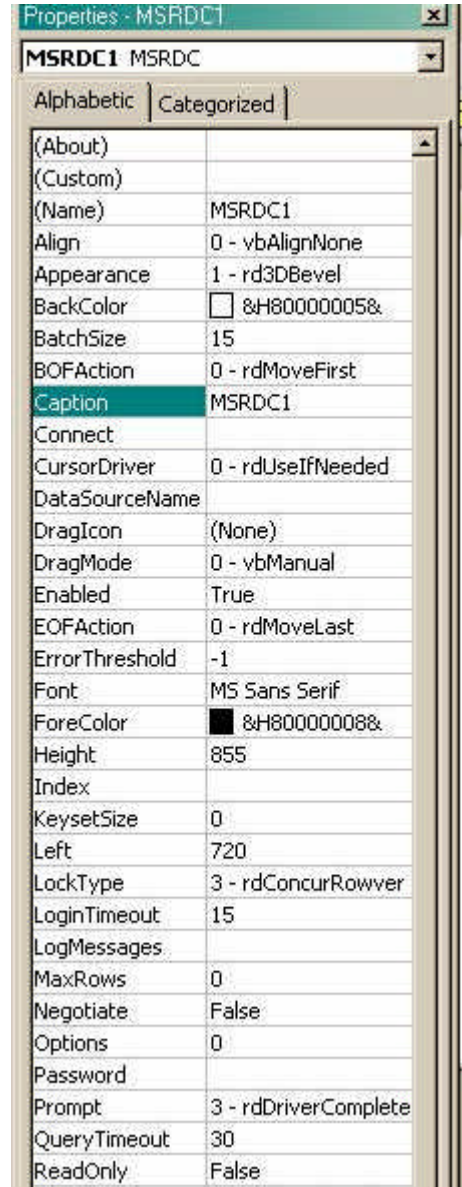 Properties - MSRDC1
MSRDC1 MSRDC
Alphabetic Categorized
(About)
(Custom)
(Name) MSRDC1
Align 0 - vbAlignNone
Appearance 1 - rd3DBevel
BackColor &H80000005&
BatchSize 15
BOFAction 0 - rdMoveFirst
Caption MSRDC1
Connect
CursorDriver 0 - rdUseIfNeeded
DataSourceName
DragIcon (None)
DragMode 0 - vbManual
Enabled True
EOFAction 0 - rdMoveLast
ErrorThreshold -1
Font MS Sans Serif
ForeColor &H80000008&
Height 855
Index
KeysetSize 0
Left 720
LockType 3 - rdConcurRowver
LoginTimeout 15
LogMessages
MaxRows 0
Negotiate False
Options 0
Password
Prompt 3 - rdDriverComplete
QueryTimeout 30
ReadOnly False